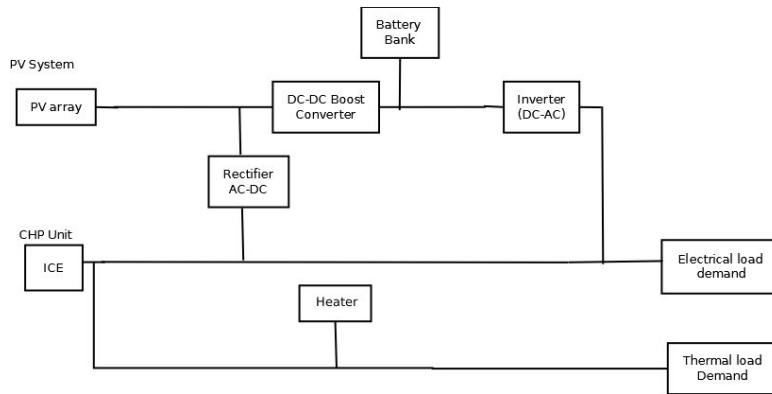 Battery
Bank
PV System
PV array
DC-DC Boost
Converter
Inverter
(DC-AC)
Rectifier
AC-DC
CHP Unit
ICE
Electrical load
demand
Heater
Thermal load
Demand